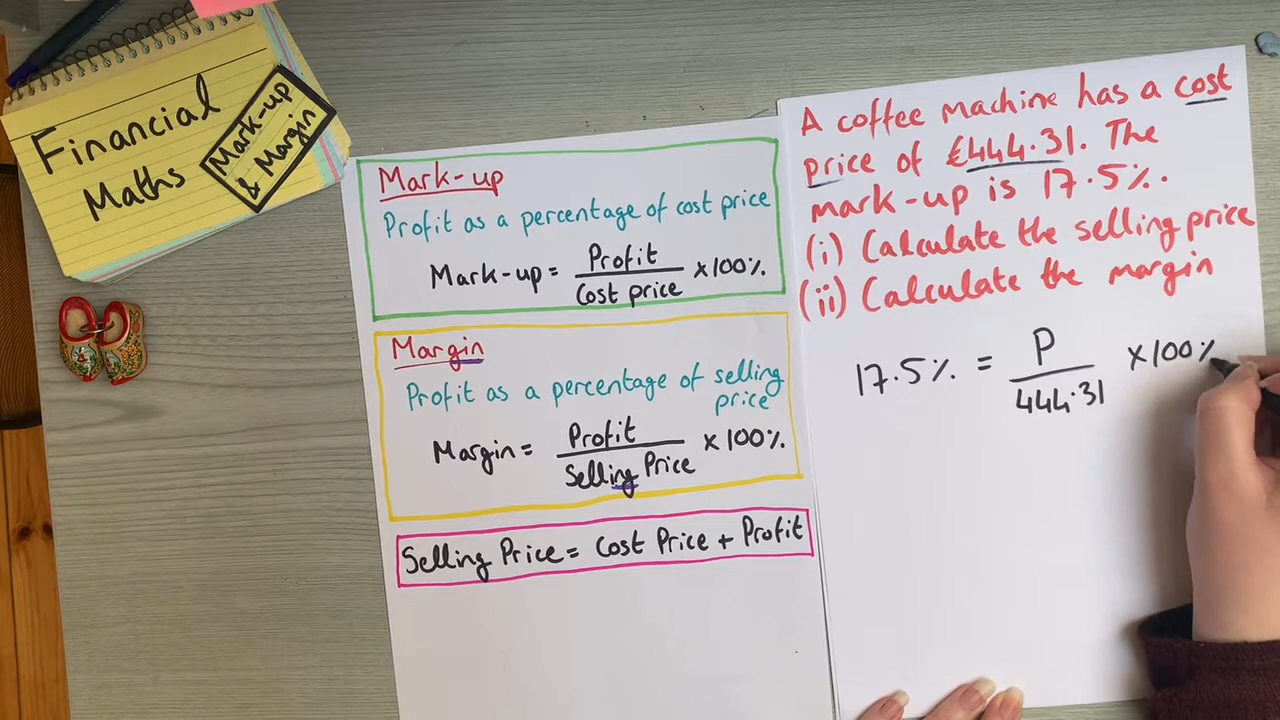 Financial
Maths
Mark-up
& Margin
Mark-up
Profit as a percentage of cost price
Mark-up = Profit / Cost price × 100%
Margin
Profit as a percentage of selling
price
Margin = Profit / Selling Price × 100%
Selling Price = Cost Price + Profit
A coffee machine has a cost
price of €444.31. The
mark-up is 17.5%.
(i) Calculate the selling price
(ii) Calculate the margin
17.5% = P / 444.31 × 100%